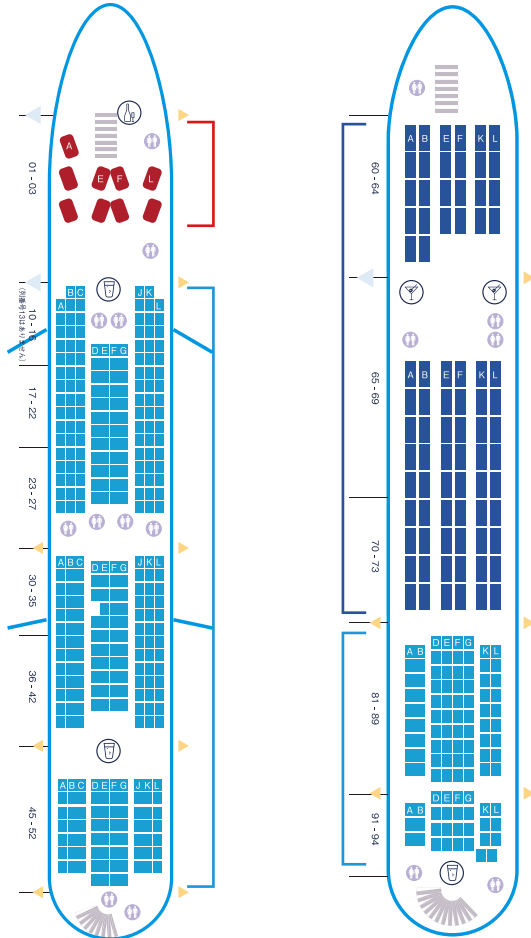 A
E F L
01 - 03
B C J K
A L
10 - 16
(列番号13はありません)
D E F G
17 - 22
23 - 27
A B C J K L
D E F G
30 - 35
36 - 42
A B C D E F G J K L
45 - 52
A B E F K L
60 - 64
A B E F K L
65 - 69
70 - 73
D E F G
A B K L
81 - 89
D E F G
A B K L
91 - 94